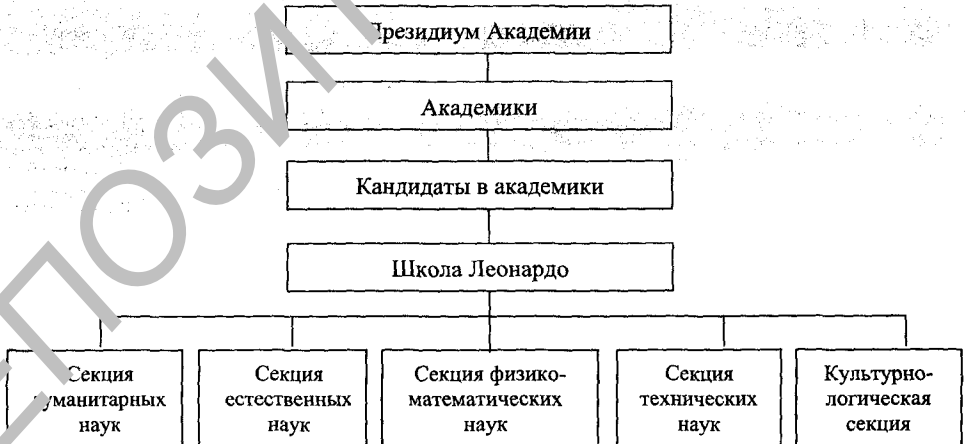 Президиум Академии
Академики
Кандидаты в академики
Школа Леонардо
Секция
гуманитарных
наук
Секция
естественных
наук
Секция физико-
математических
наук
Секция
технических
наук
Культурно-
логическая
секция
ПОЗИ